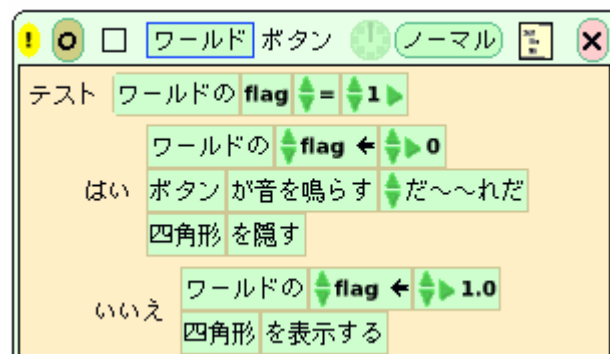 ! ワールド ボタン ノーマル
テスト ワールドの flag = 1
ワールドの flag ← 0
はい ボタン が音を鳴らす だ～～れだ
四角形 を隠す
ワールドの flag ← 1.0
いいえ
四角形 を表示する